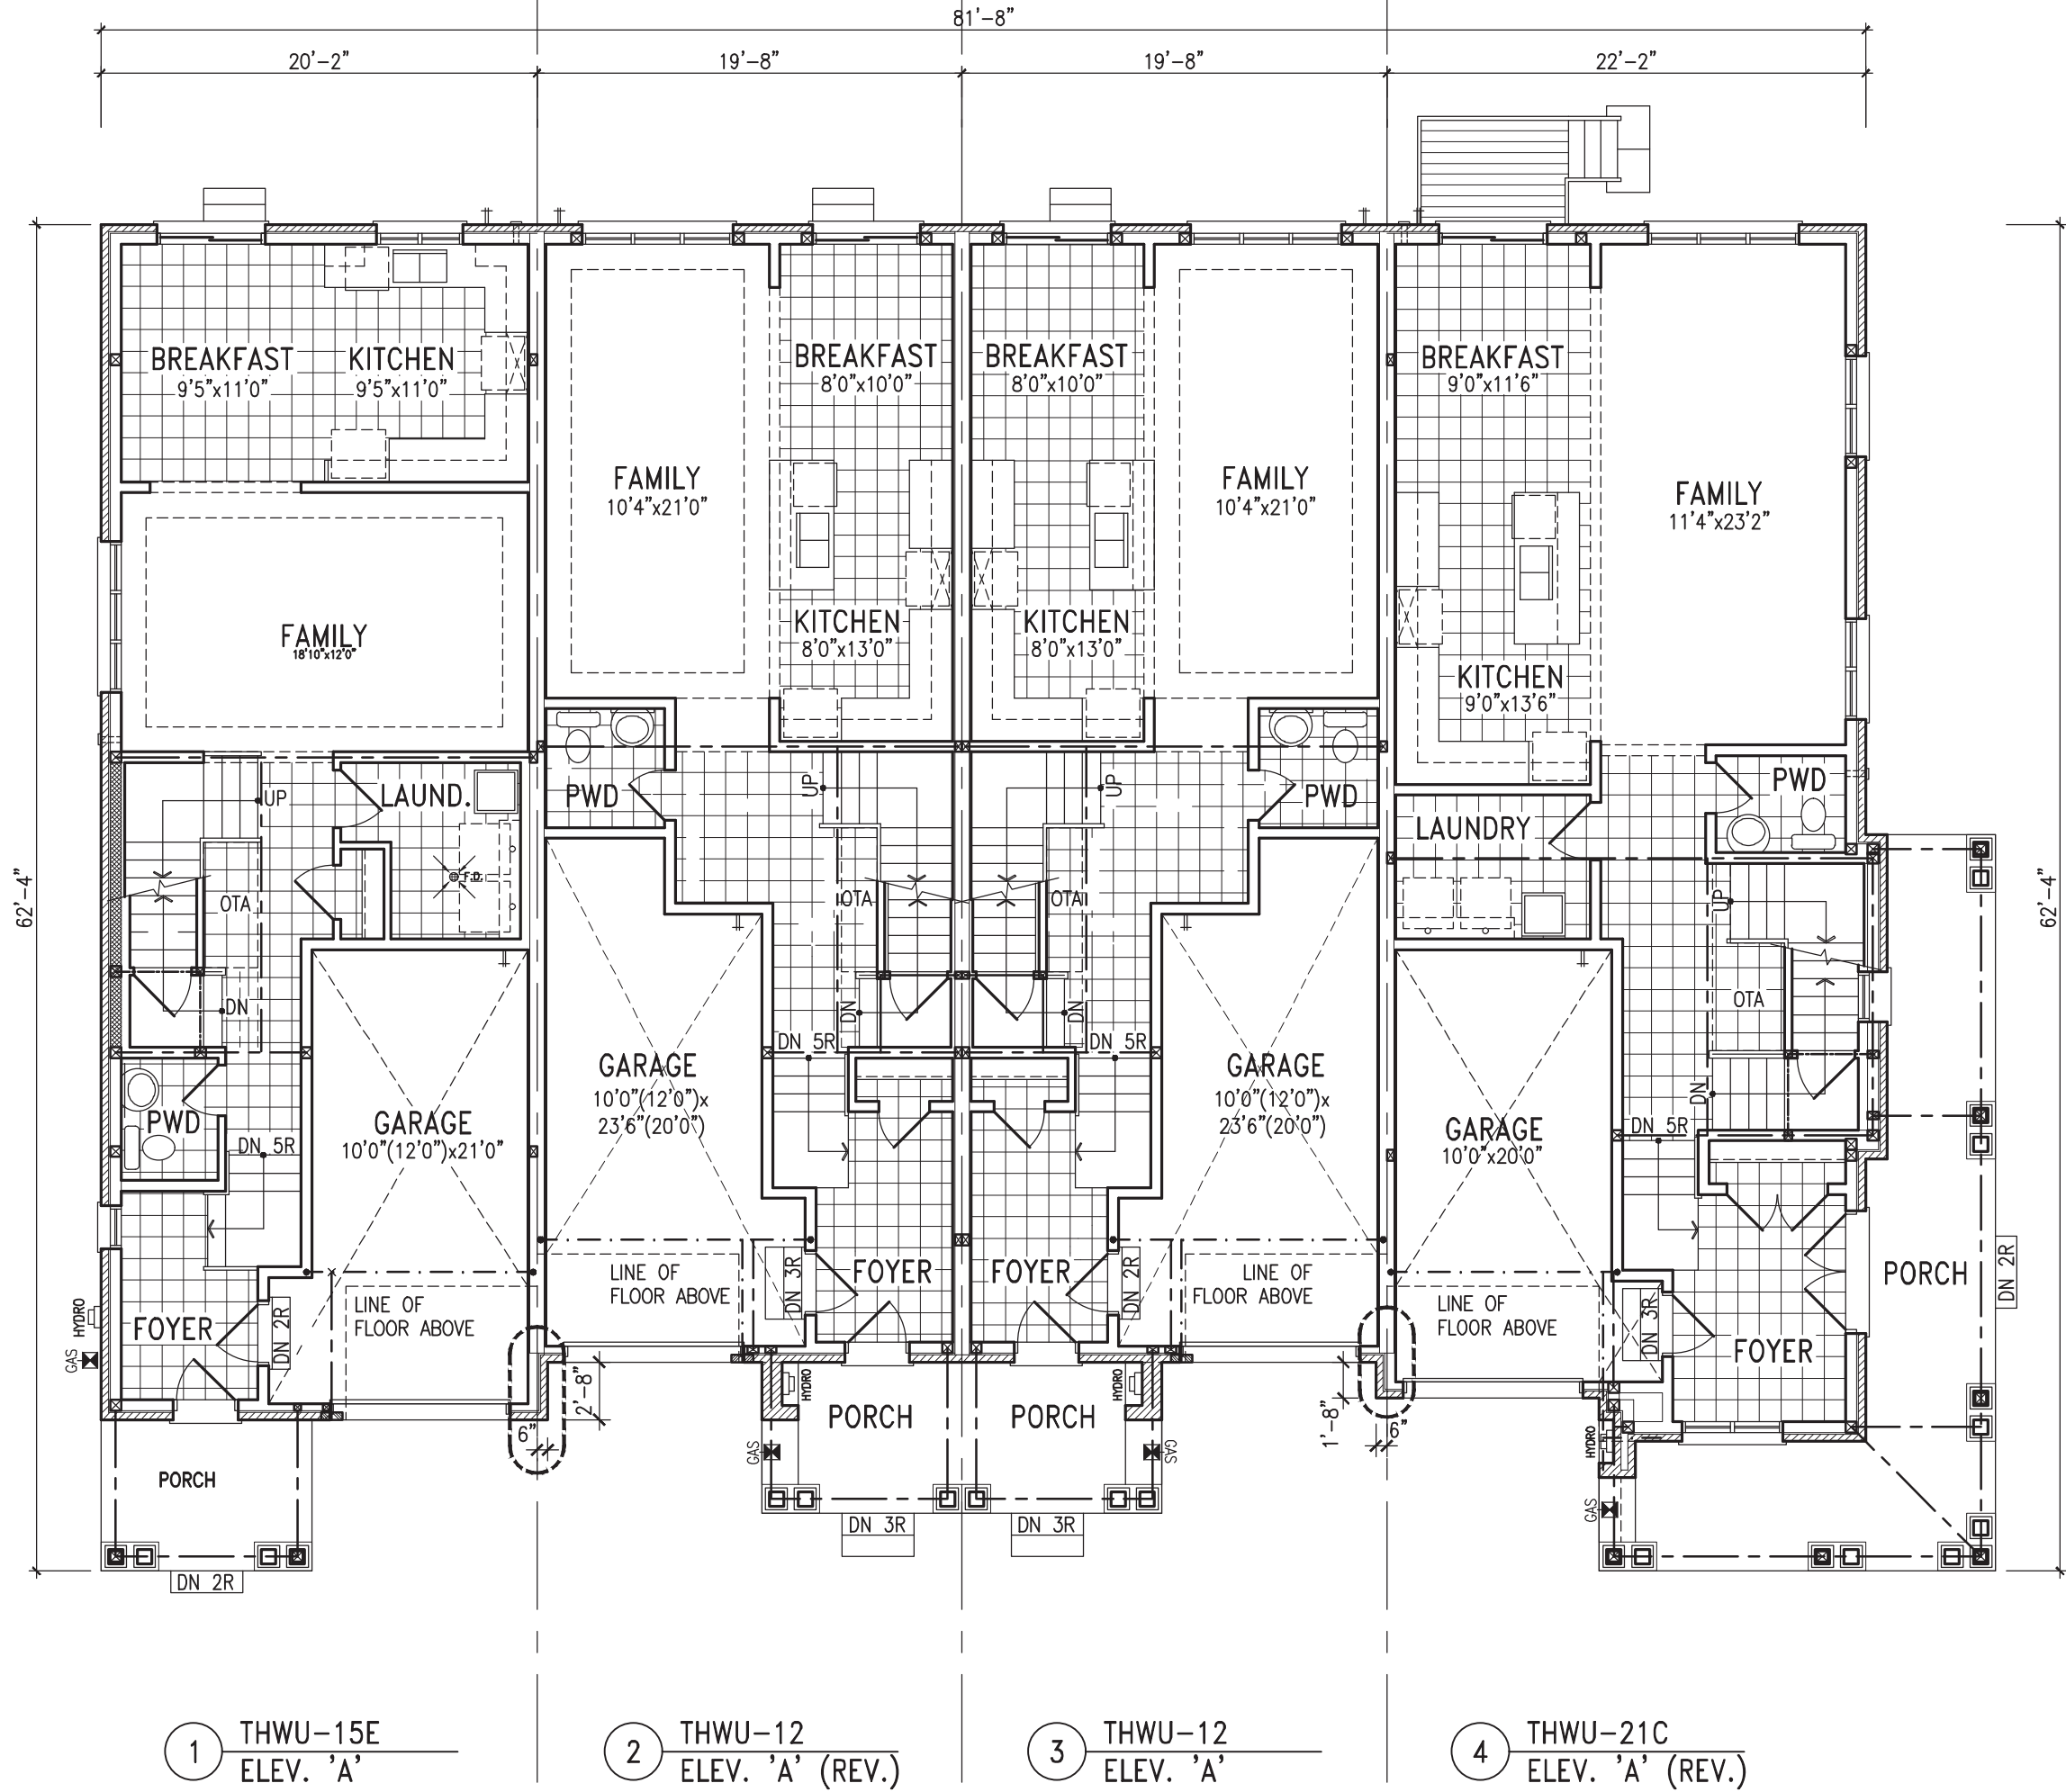 81'-8"
20'-2"
19'-8"
19'-8"
22'-2"
62'-4"
62'-4"
BREAKFAST
9'5"x11'0"
KITCHEN
9'5"x11'0"
FAMILY
18'10"x12'0"
UP
LAUND.
F.D.
OTA
DN
PWD
DN 5R
GARAGE
10'0"(12'0")x21'0"
FOYER
DN 2R
LINE OF
FLOOR ABOVE
HYDRO
GAS
PORCH
DN 2R
6"
2'-8"
FAMILY
10'4"x21'0"
BREAKFAST
8'0"x10'0"
KITCHEN
8'0"x13'0"
PWD
UP
OTA
DN
DN 5R
GARAGE
10'0"(12'0")x
23'6"(20'0")
LINE OF
FLOOR ABOVE
DN 3R
FOYER
HYDRO
PORCH
GAS
DN 3R
BREAKFAST
8'0"x10'0"
FAMILY
10'4"x21'0"
KITCHEN
8'0"x13'0"
UP
PWD
OTA
DN
DN 5R
GARAGE
10'0"(12'0")x
23'6"(20'0")
FOYER
DN 2R
LINE OF
FLOOR ABOVE
HYDRO
PORCH
GAS
DN 3R
1'-8"
6"
BREAKFAST
9'0"x11'6"
FAMILY
11'4"x23'2"
KITCHEN
9'0"x13'6"
PWD
LAUNDRY
UP
OTA
DN
DN 5R
GARAGE
10'0"x20'0"
LINE OF
FLOOR ABOVE
DN 3R
FOYER
PORCH
DN 2R
HYDRO
GAS
1 THWU-15E
ELEV. 'A'
2 THWU-12
ELEV. 'A' (REV.)
3 THWU-12
ELEV. 'A'
4 THWU-21C
ELEV. 'A' (REV.)